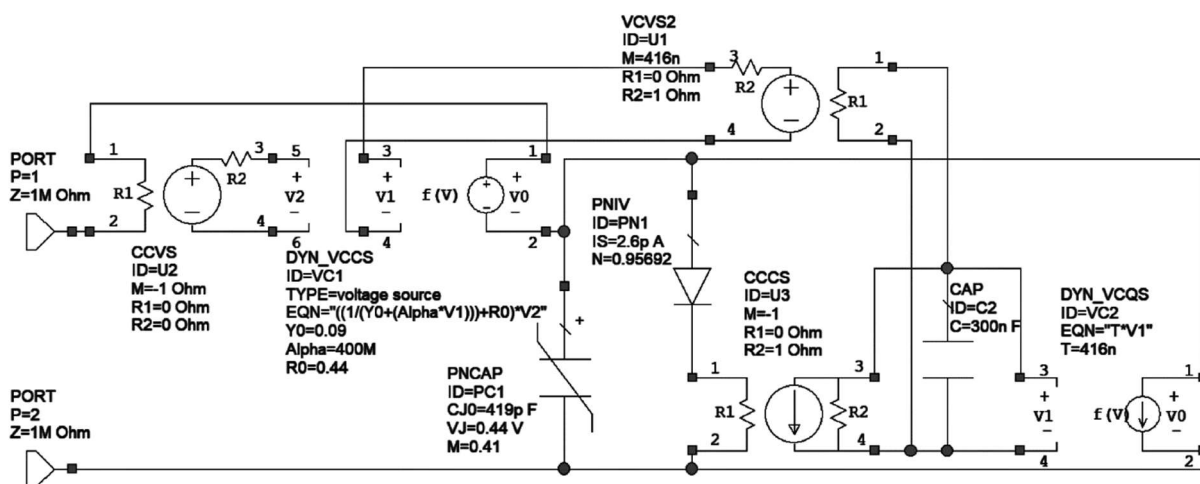 VCVS2
ID=U1
M=416n
R1=0 Ohm
R2=1 Ohm
3
R2
+
−
4
1
R1
2
PORT
P=1
Z=1M Ohm
1
R1
2
+
−
3
R2
4
5
+
V2
−
6
3
+
V1
−
4
f(V)
+
−
1
V0
2
CCVS
ID=U2
M=-1 Ohm
R1=0 Ohm
R2=0 Ohm
DYN_VCCS
ID=VC1
TYPE=voltage source
EQN="((1/(Y0+(Alpha*V1)))+R0)*V2"
Y0=0.09
Alpha=400M
R0=0.44
PNIV
ID=PN1
IS=2.6p A
N=0.95692
PNCAP
ID=PC1
CJ0=419p F
VJ=0.44 V
M=0.41
+
CCCS
ID=U3
M=-1
R1=0 Ohm
R2=1 Ohm
1
R1
2
3
R2
4
CAP
ID=C2
C=300n F
DYN_VCQS
ID=VC2
EQN="T*V1"
T=416n
3
+
V1
−
4
f(V)
1
+
V0
−
2
PORT
P=2
Z=1M Ohm